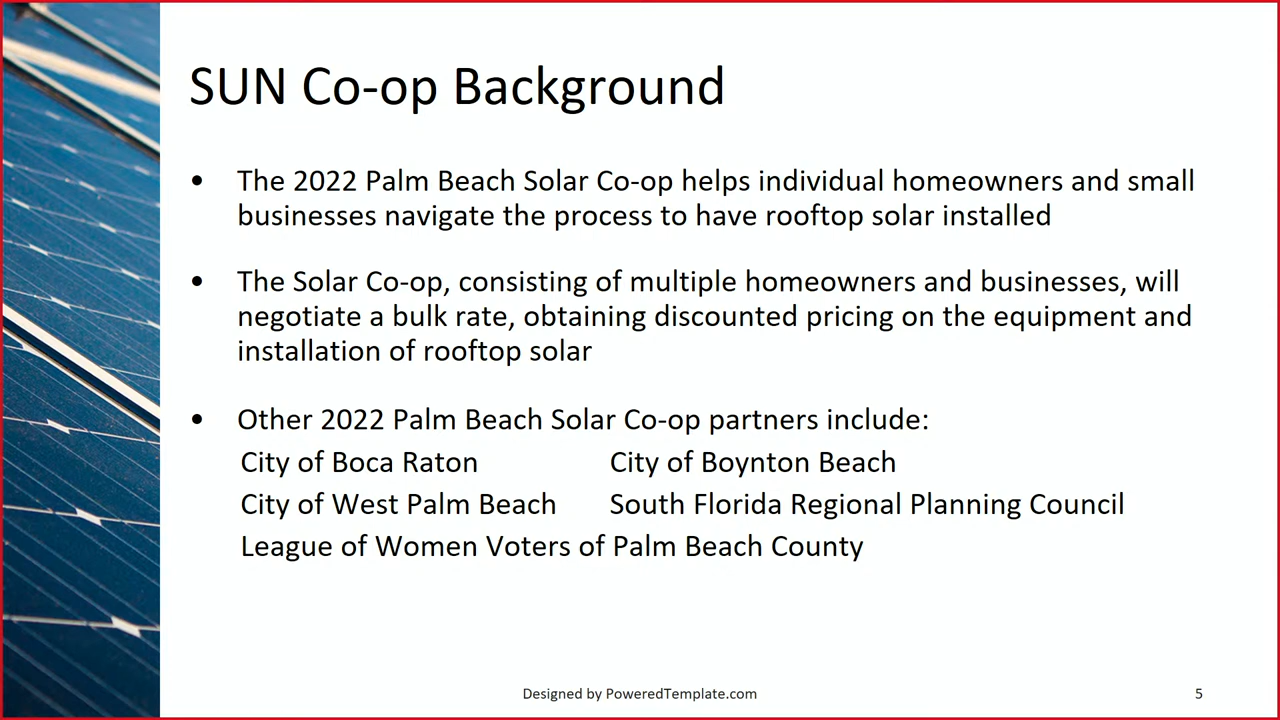 SUN Co-op Background
• The 2022 Palm Beach Solar Co-op helps individual homeowners and small
businesses navigate the process to have rooftop solar installed
• The Solar Co-op, consisting of multiple homeowners and businesses, will
negotiate a bulk rate, obtaining discounted pricing on the equipment and
installation of rooftop solar
• Other 2022 Palm Beach Solar Co-op partners include:
City of Boca Raton City of Boynton Beach
City of West Palm Beach South Florida Regional Planning Council
League of Women Voters of Palm Beach County
Designed by PoweredTemplate.com 5